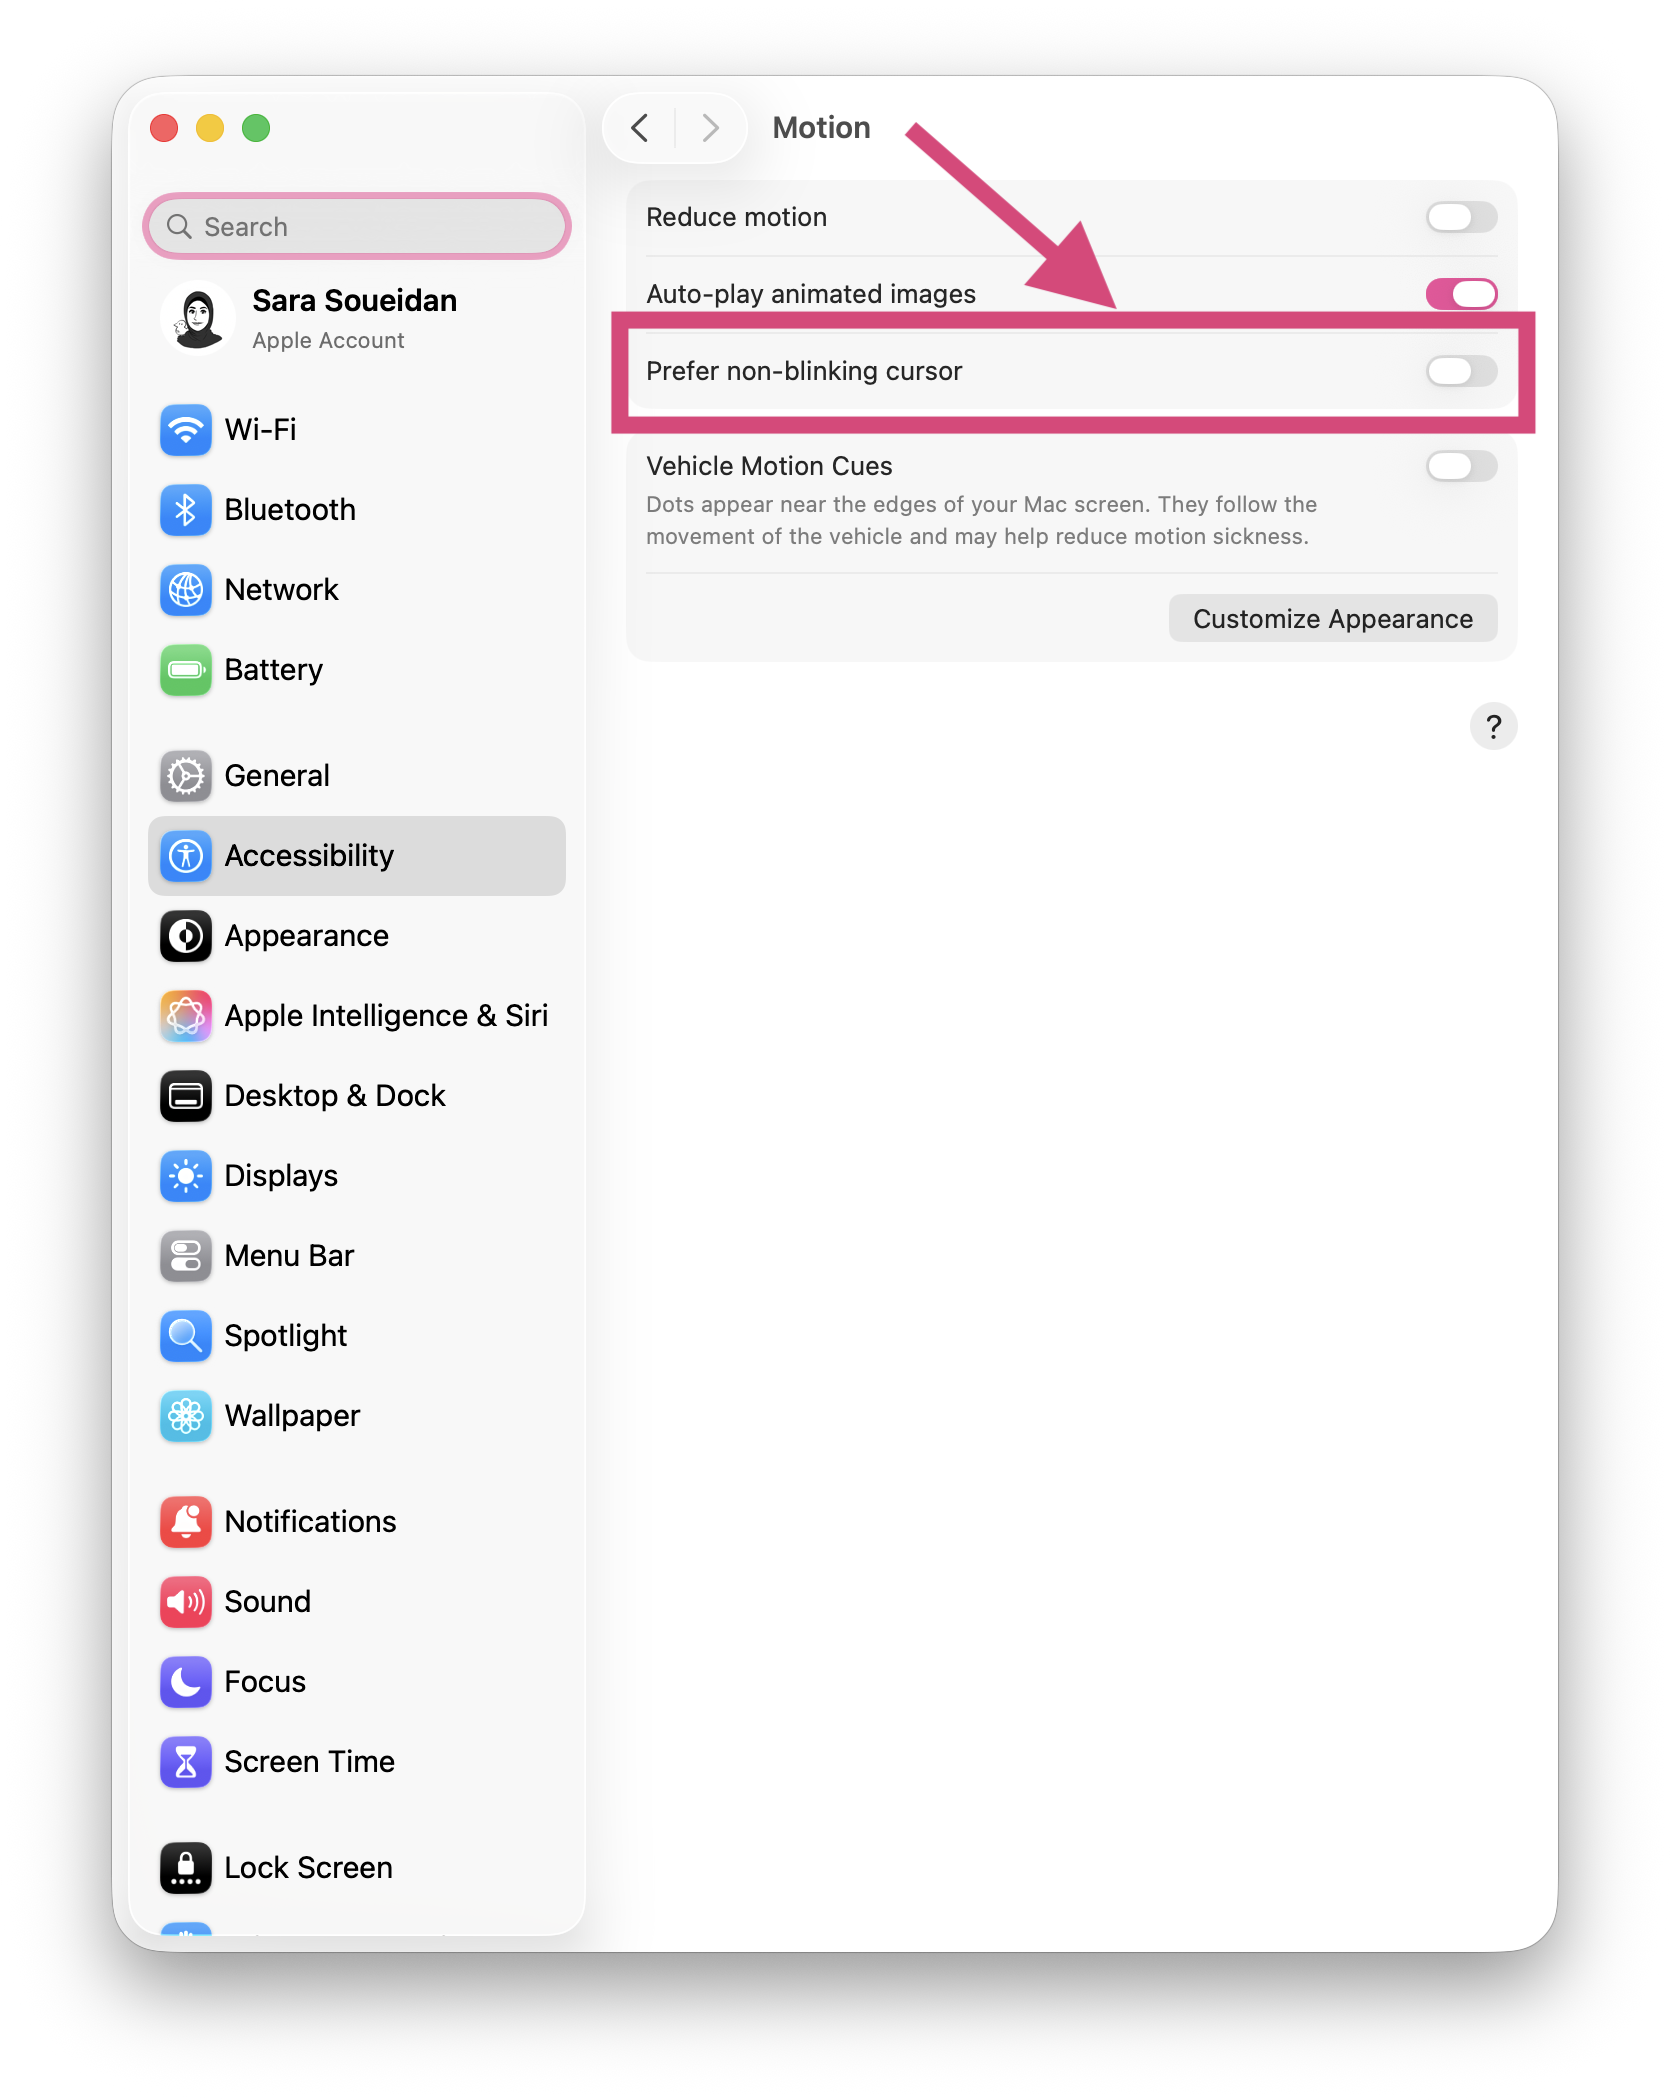 Motion
Search
Sara Soueidan
Apple Account
Wi-Fi
Bluetooth
Network
Battery
General
Accessibility
Appearance
Apple Intelligence & Siri
Desktop & Dock
Displays
Menu Bar
Spotlight
Wallpaper
Notifications
Sound
Focus
Screen Time
Lock Screen
Reduce motion
Auto-play animated images
Prefer non-blinking cursor
Vehicle Motion Cues
Dots appear near the edges of your Mac screen. They follow the
movement of the vehicle and may help reduce motion sickness.
Customize Appearance
?